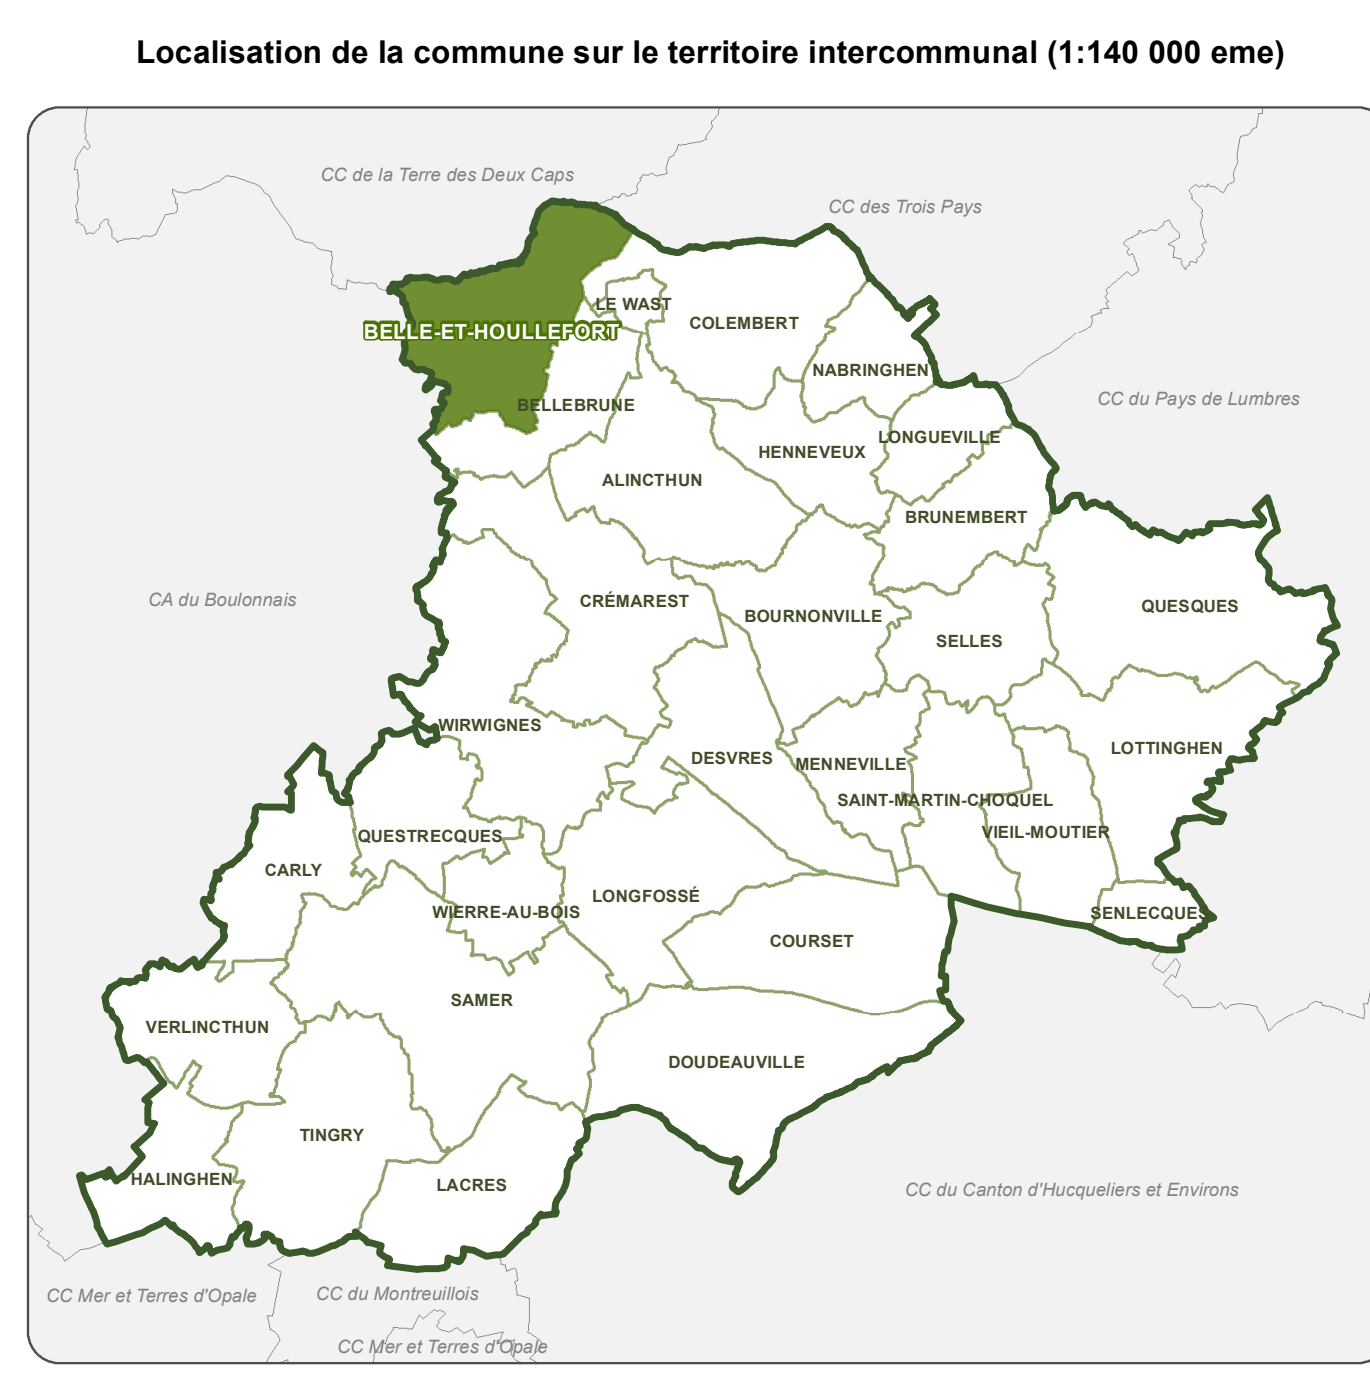 Localisation de la commune sur le territoire intercommunal (1:140 000 eme)
CC de la Terre des Deux Caps
CC des Trois Pays
LE WAST
COLEMBERT
BELLE-ET-HOULLEFORT
NABRINGHEN
CC du Pays de Lumbres
BELLEBRUNE
LONGUEVILLE
HENNEVEUX
ALINCTHUN
BRUNEMBERT
CA du Boulonnais
CRÉMAREST
QUESQUES
BOURNONVILLE
SELLES
WIRWIGNES
LOTTINGHEN
DESVRES
MENNEVILLE
SAINT-MARTIN-CHOQUEL
VIEIL-MOUTIER
QUESTRECQUES
CARLY
LONGFOSSÉ
WIERRE-AU-BOIS
SENLECQUES
COURSET
SAMER
VERLINCTHUN
DOUDEAUVILLE
TINGRY
HALINGHEN
LACRES
CC du Canton d'Hucqueliers et Environs
CC Mer et Terres d'Opale
CC du Montreuillois
CC Mer et Terres d'Opale